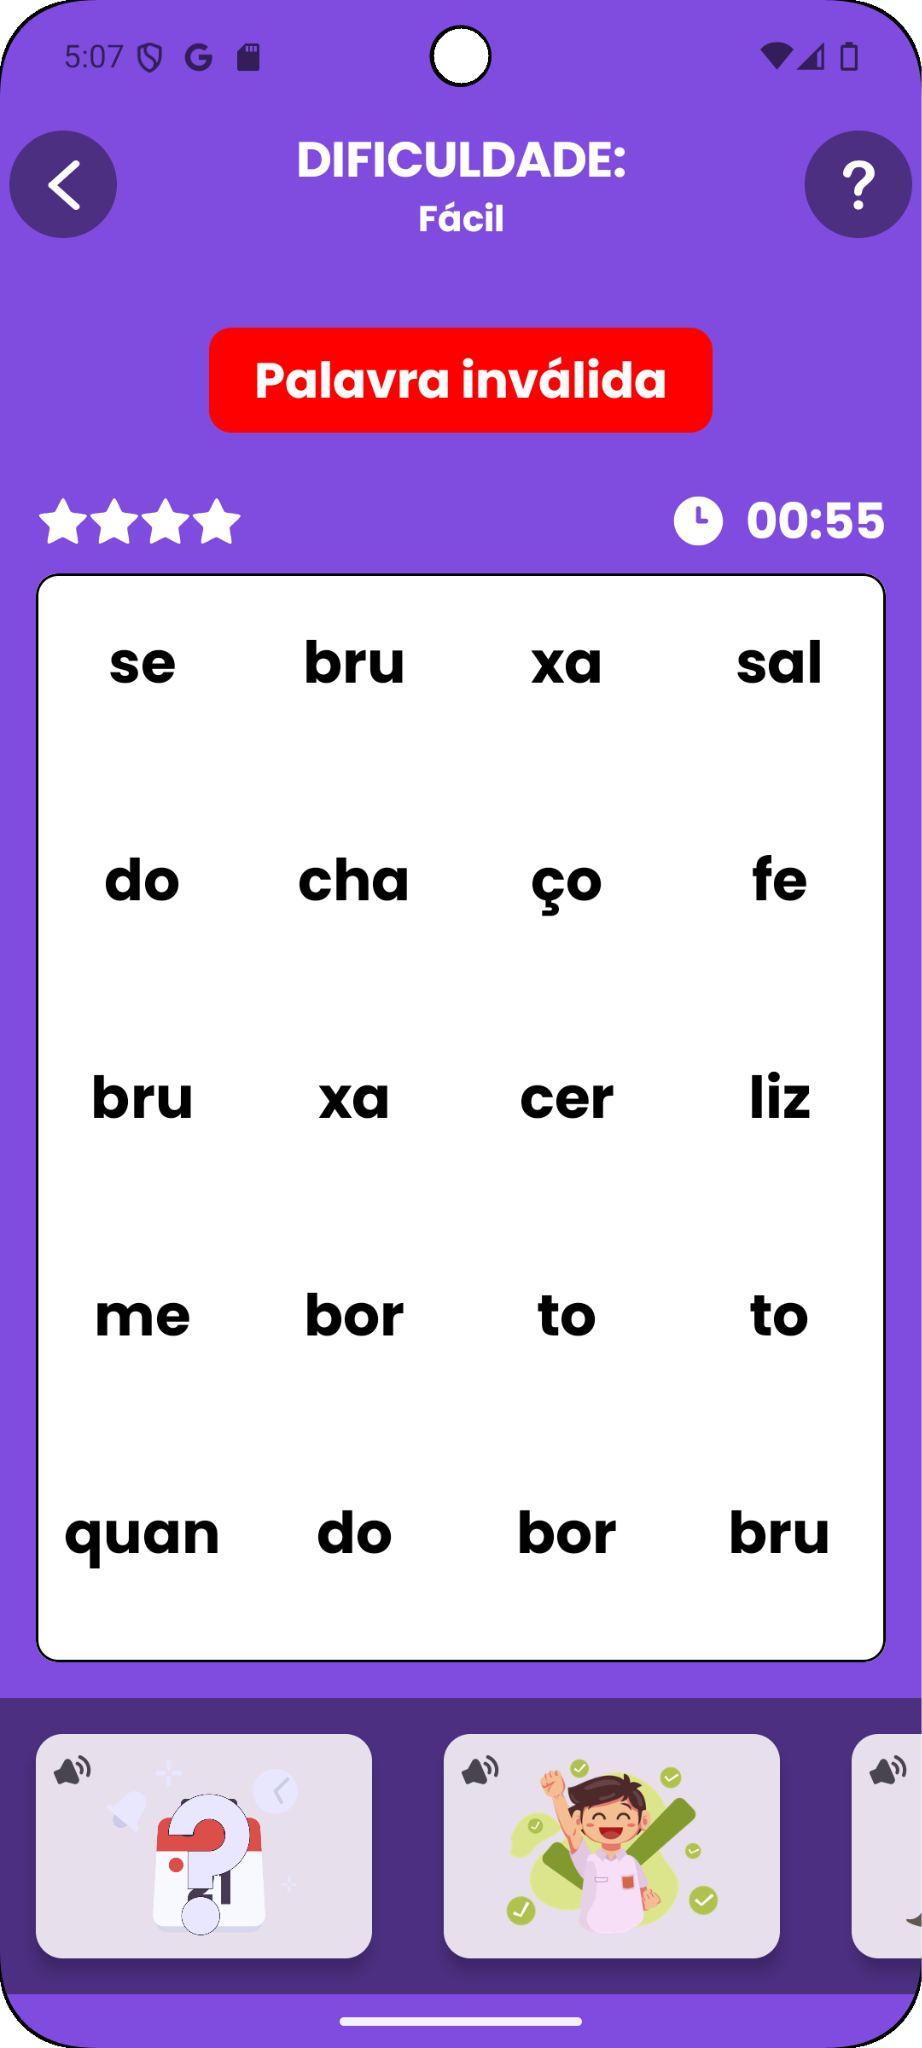 5:07
DIFICULDADE:
Fácil
?
Palavra inválida
00:55
se bru xa sal
do cha ço fe
bru xa cer liz
me bor to to
quan do bor bru